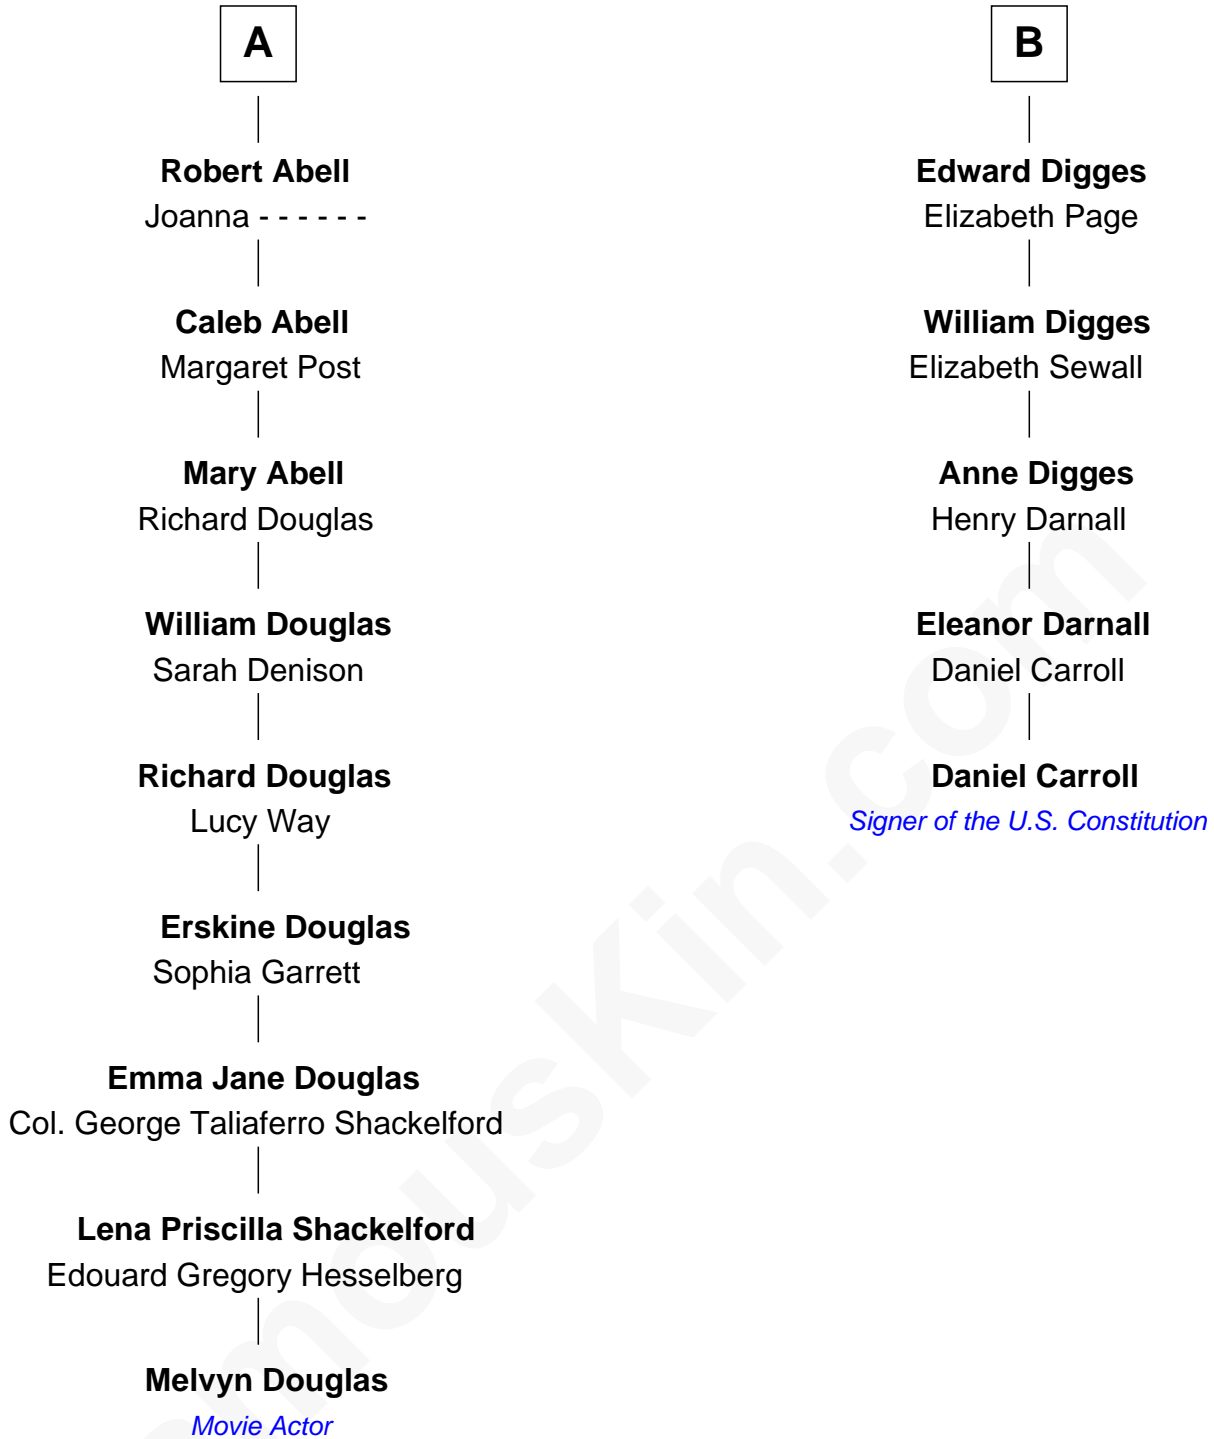 A
Robert Abell
Joanna - - - - - -
Caleb Abell
Margaret Post
Mary Abell
Richard Douglas
William Douglas
Sarah Denison
Richard Douglas
Lucy Way
Erskine Douglas
Sophia Garrett
Emma Jane Douglas
Col. George Taliaferro Shackelford
Lena Priscilla Shackelford
Edouard Gregory Hesselberg
Melvyn Douglas
Movie Actor
B
Edward Digges
Elizabeth Page
William Digges
Elizabeth Sewall
Anne Digges
Henry Darnall
Eleanor Darnall
Daniel Carroll
Daniel Carroll
Signer of the U.S. Constitution
mousKin.com